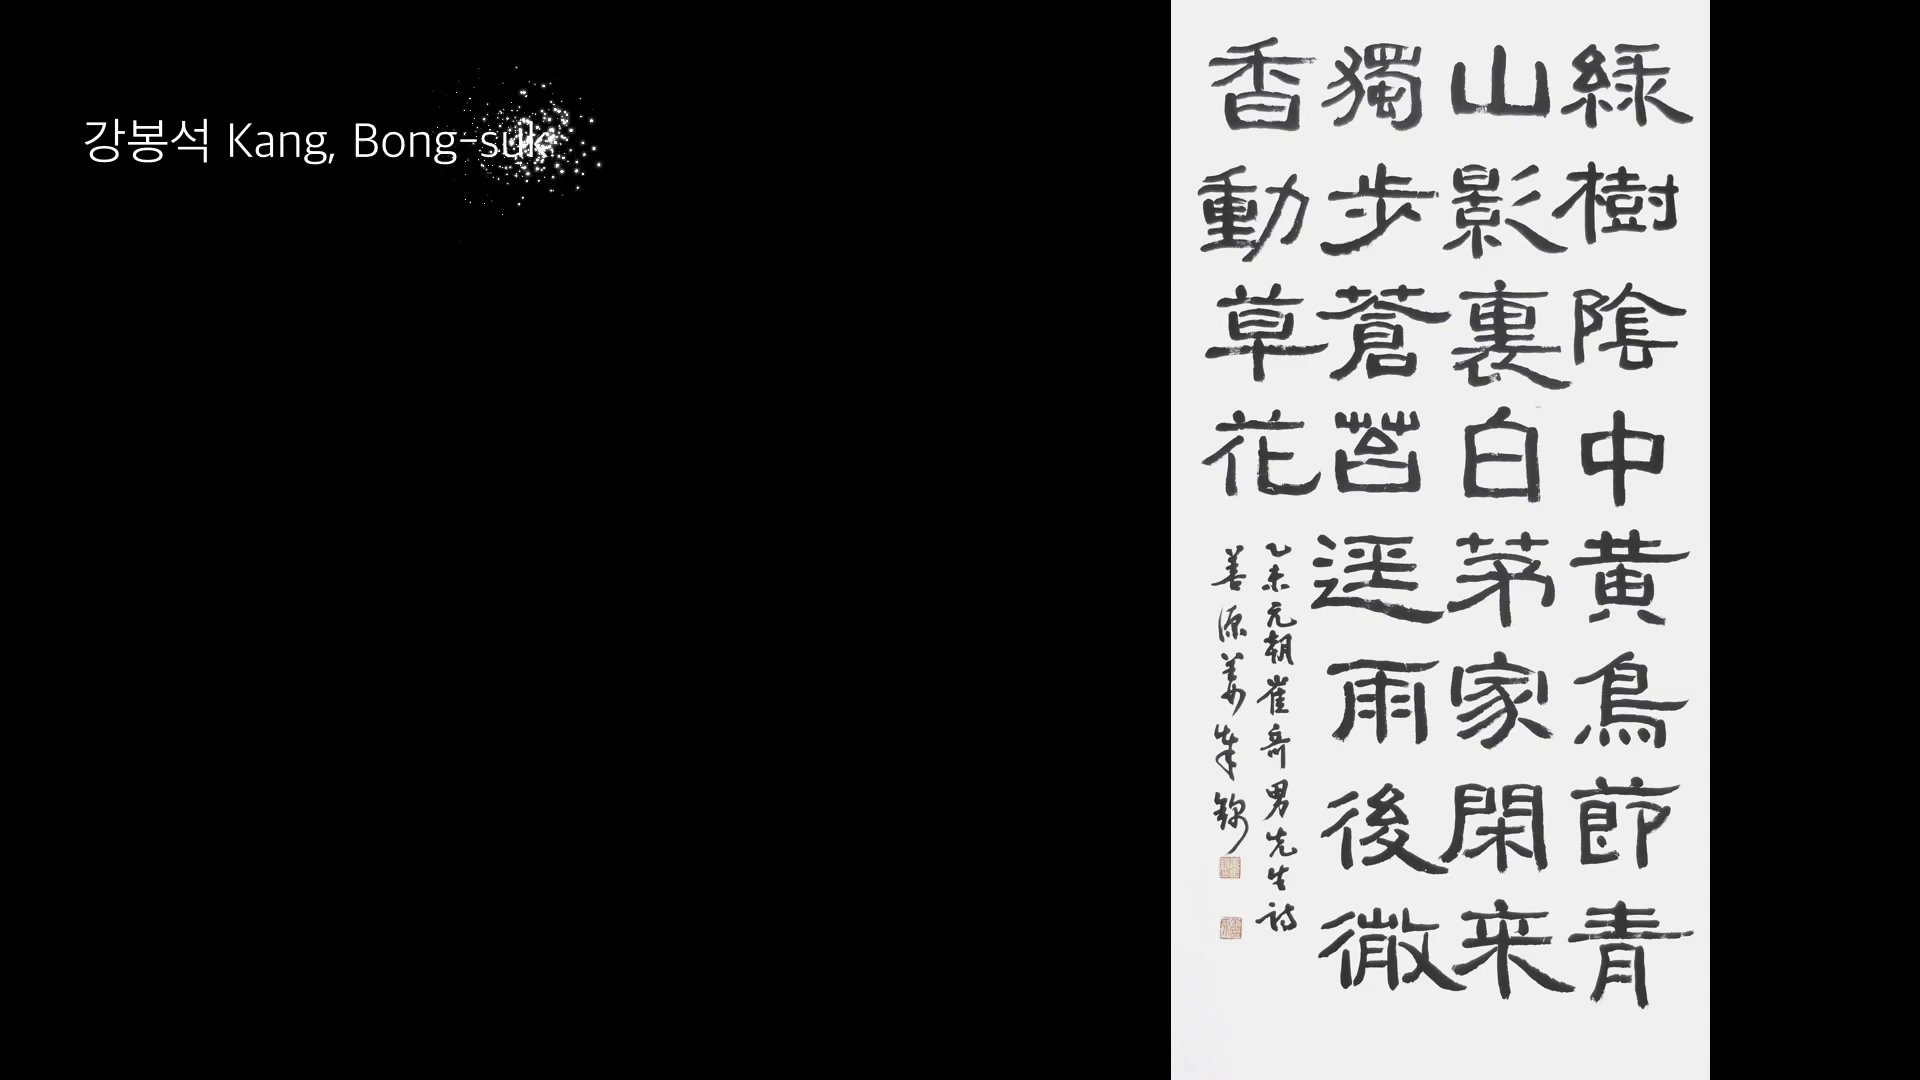 강봉석 Kang, Bong-suk
緑樹陰中黄鳥節青
山影裏白茅家閑来
獨步蒼苔逕雨後微
香動草花
乙未元朝崔奇男先生詩
善源姜奉錫